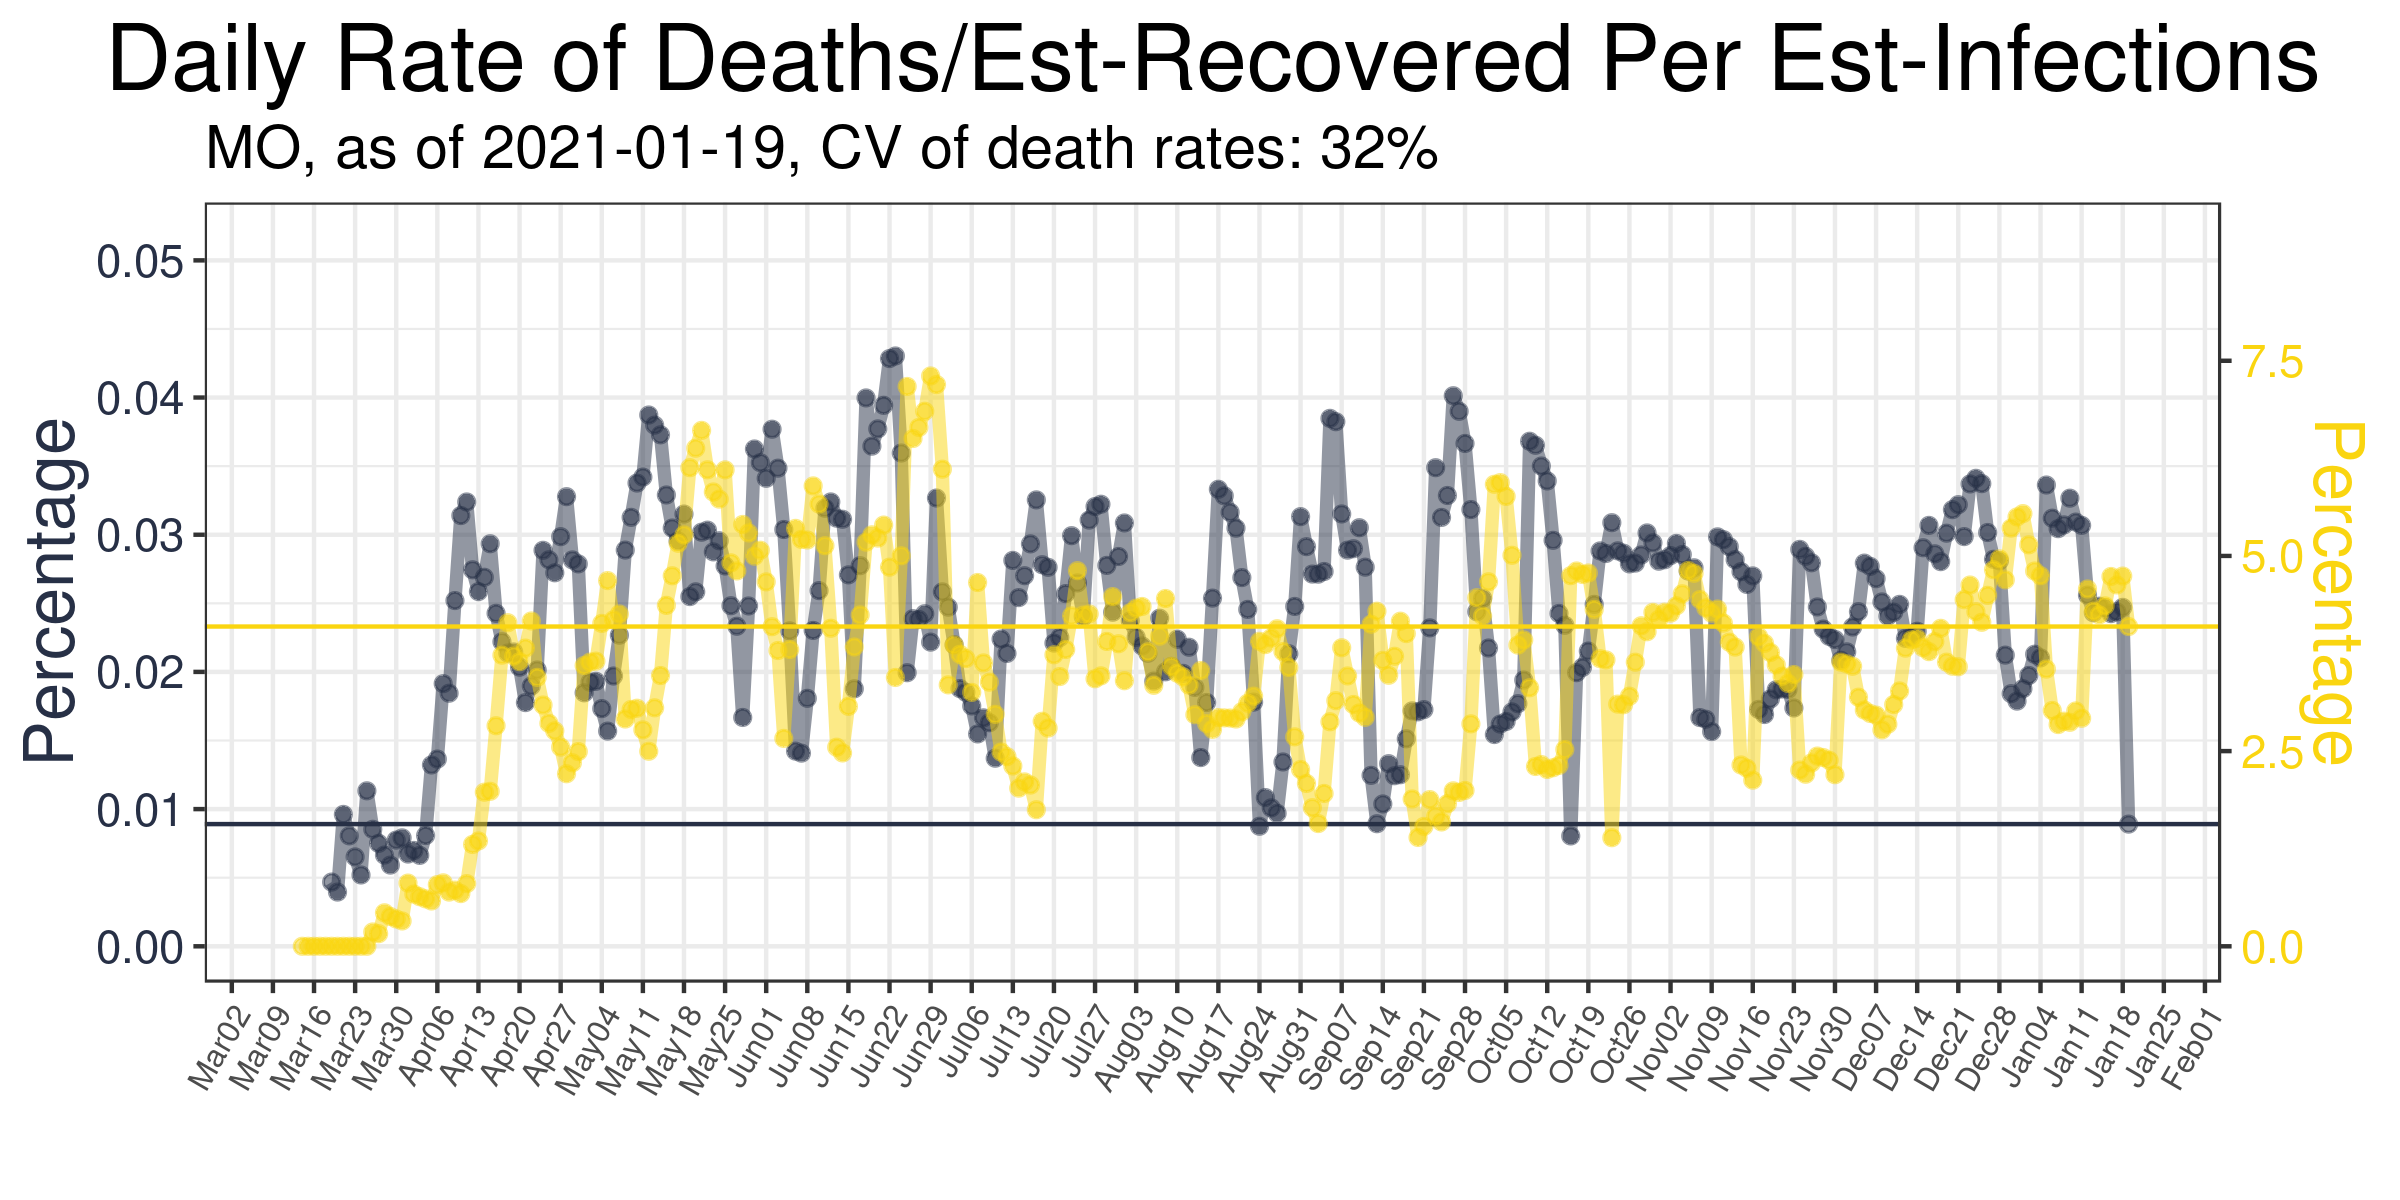 Daily Rate of Deaths/Est-Recovered Per Est-Infections
MO, as of 2021-01-19, CV of death rates: 32%
Percentage
0.05
0.04
0.03
0.02
0.01
0.00
7.5
5.0
2.5
0.0
Percentage
Mar02
Mar09
Mar16
Mar23
Mar30
Apr06
Apr13
Apr20
Apr27
May04
May11
May18
May25
Jun01
Jun08
Jun15
Jun22
Jun29
Jul06
Jul13
Jul20
Jul27
Aug03
Aug10
Aug17
Aug24
Aug31
Sep07
Sep14
Sep21
Sep28
Oct05
Oct12
Oct19
Oct26
Nov02
Nov09
Nov16
Nov23
Nov30
Dec07
Dec14
Dec21
Dec28
Jan04
Jan11
Jan18
Jan25
Feb01